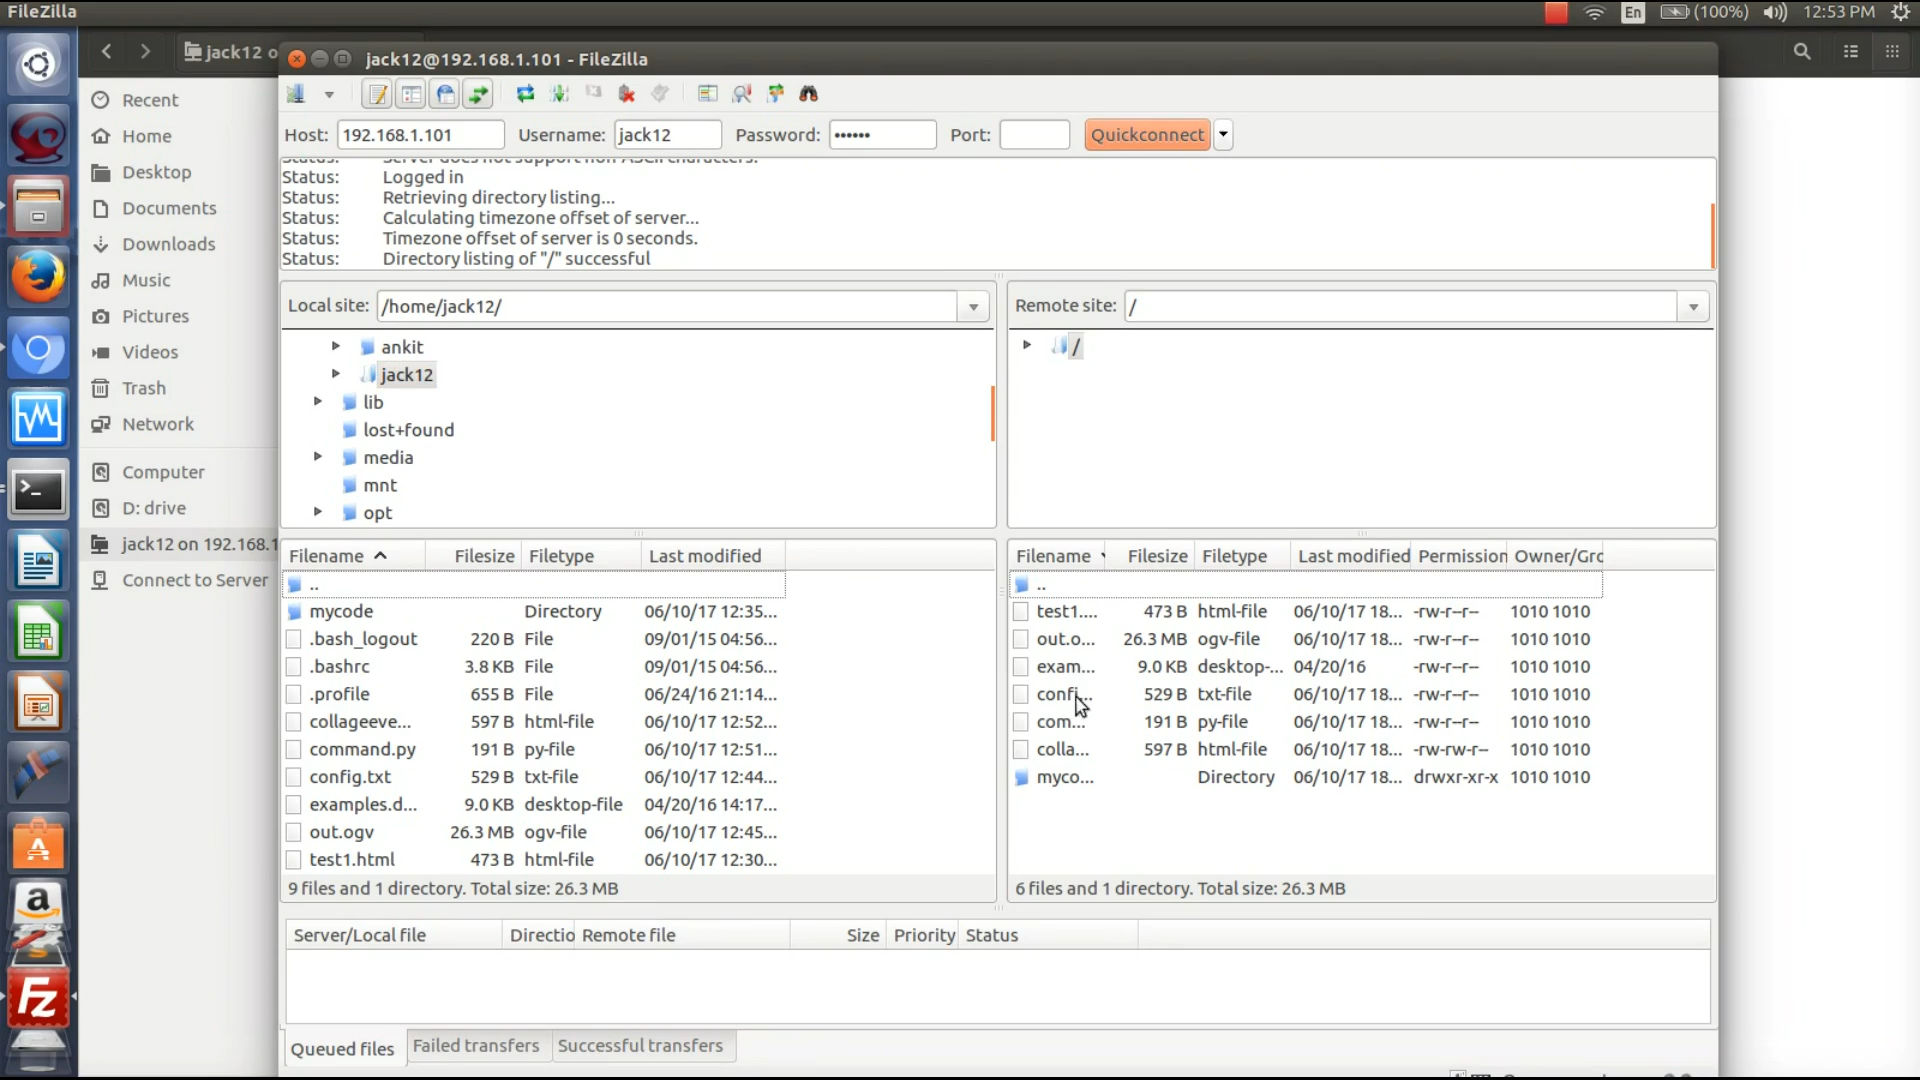 FileZilla
En
(100%)
12:53 PM
jack12 o
jack12@192.168.1.101 - FileZilla
Recent
Home
Desktop
Documents
Downloads
Music
Pictures
Videos
Trash
Network
Computer
D: drive
jack12 on 192.168.1
Connect to Server
Host: 192.168.1.101 Username: jack12 Password: •••••• Port: Quickconnect
Status: Server does not support non-ASCII characters.
Status: Logged in
Status: Retrieving directory listing...
Status: Calculating timezone offset of server...
Status: Timezone offset of server is 0 seconds.
Status: Directory listing of "/" successful
Local site: /home/jack12/
ankit
jack12
lib
lost+found
media
mnt
opt
Remote site: /
/
Filename Filesize Filetype Last modified
..
mycode Directory 06/10/17 12:35...
.bash_logout 220 B File 09/01/15 04:56...
.bashrc 3.8 KB File 09/01/15 04:56...
.profile 655 B File 06/24/16 21:14...
collageeve... 597 B html-file 06/10/17 12:52...
command.py 191 B py-file 06/10/17 12:51...
config.txt 529 B txt-file 06/10/17 12:44...
examples.d... 9.0 KB desktop-file 04/20/16 14:17...
out.ogv 26.3 MB ogv-file 06/10/17 12:45...
test1.html 473 B html-file 06/10/17 12:30...
9 files and 1 directory. Total size: 26.3 MB
Filename Filesize Filetype Last modified Permission Owner/Gro
..
test1.... 473 B html-file 06/10/17 18... -rw-r--r-- 1010 1010
out.o... 26.3 MB ogv-file 06/10/17 18... -rw-r--r-- 1010 1010
exam... 9.0 KB desktop-... 04/20/16 -rw-r--r-- 1010 1010
confi... 529 B txt-file 06/10/17 18... -rw-r--r-- 1010 1010
com... 191 B py-file 06/10/17 18... -rw-r--r-- 1010 1010
colla... 597 B html-file 06/10/17 18... -rw-rw-r-- 1010 1010
myco... Directory 06/10/17 18... drwxr-xr-x 1010 1010
6 files and 1 directory. Total size: 26.3 MB
Server/Local file Directio Remote file Size Priority Status
Queued files Failed transfers Successful transfers